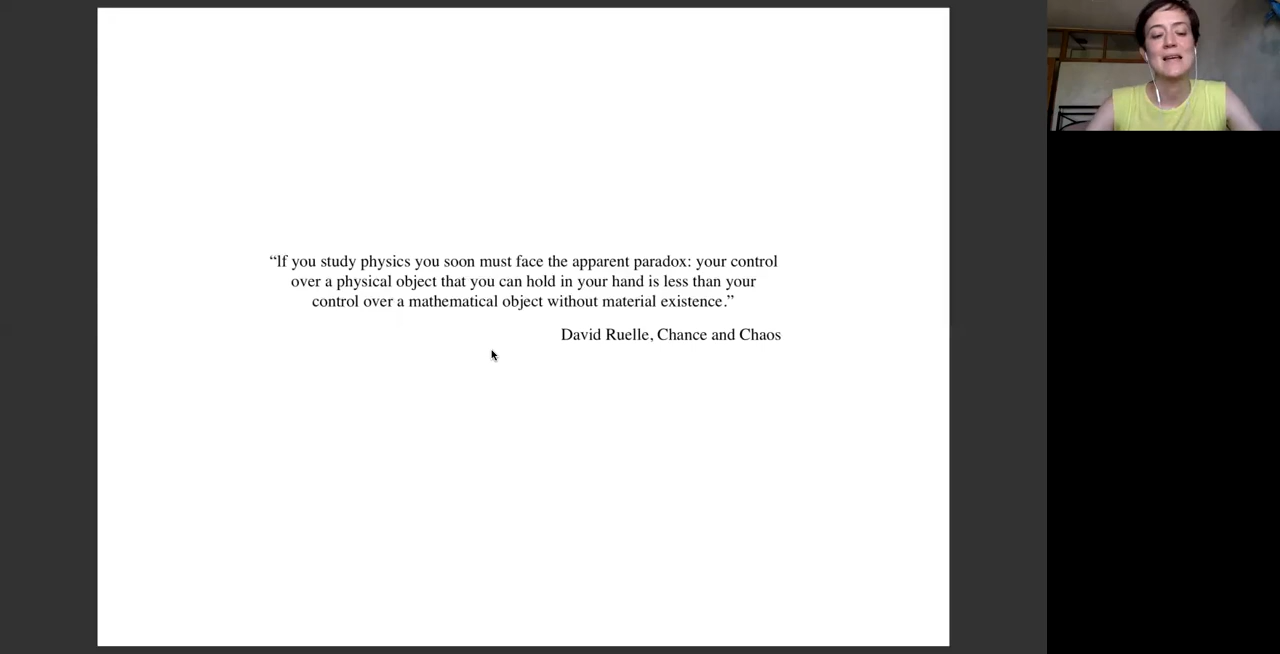 “If you study physics you soon must face the apparent paradox: your control
over a physical object that you can hold in your hand is less than your
control over a mathematical object without material existence.”
David Ruelle, Chance and Chaos